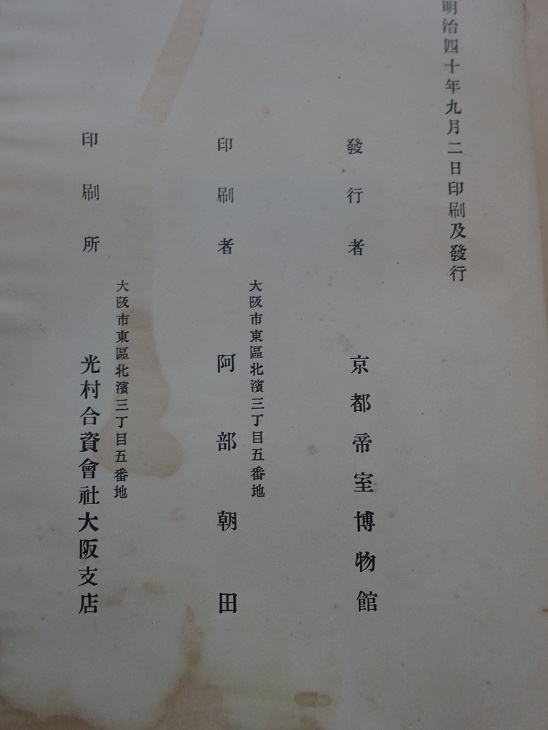 明治四十年九月二日印刷及發行
發行者 京都帝室博物館
大阪市東區北濱三丁目五番地
印刷者 阿部朝田
大阪市東區北濱三丁目五番地
印刷所 光村合資會社大阪支店